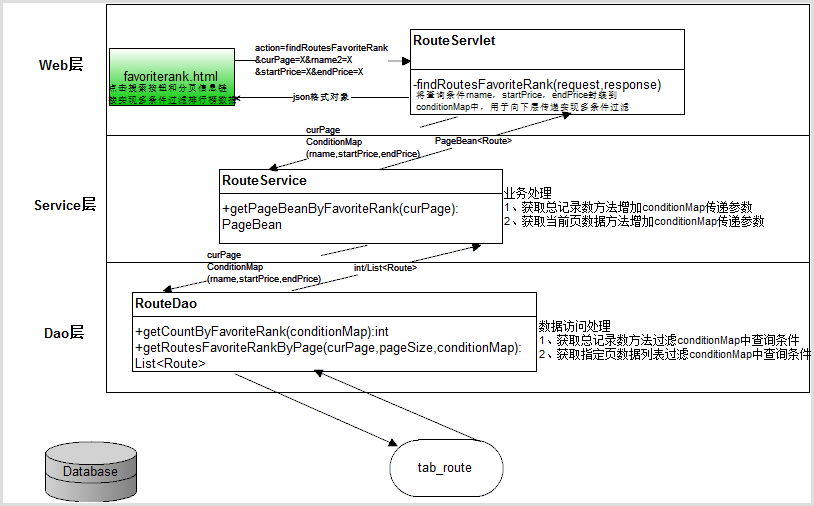 Web层
favoriterank.html
点击搜索按钮和分页信息链
接实现多条件过滤排行榜数据
action=findRoutesFavoriteRank
&curPage=X&rname2=X
&startPrice=X&endPrice=X
json格式对象
RouteServlet
-findRoutesFavoriteRank(request,response)
将查询条件rname，startPrice，endPrice封装到
conditionMap中，用于向下层传递实现多条件过滤
curPage
ConditionMap
(rname,startPrice,endPrice)
PageBean<Route>
Service层
RouteService
+getPageBeanByFavoriteRank(curPage):
PageBean
业务处理
1、获取总记录数方法增加conditionMap传递参数
2、获取当前页数据方法增加conditionMap传递参数
curPage
ConditionMap
(rname,startPrice,endPrice)
int/List<Route>
Dao层
RouteDao
+getCountByFavoriteRank(conditionMap):int
+getRoutesFavoriteRankByPage(curPage,pageSize,conditionMap):
List<Route>
数据访问处理
1、获取总记录数方法过滤conditionMap中查询条件
2、获取指定页数据列表过滤conditionMap中查询条件
Database
tab_route